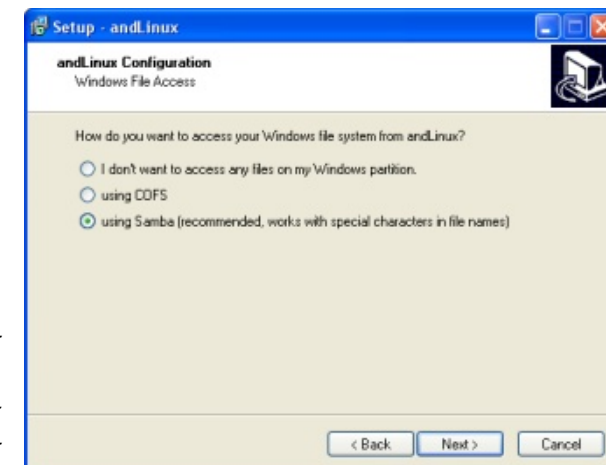 Setup - andLinux
andLinux Configuration
Windows File Access
How do you want to access your Windows file system from andLinux?
I don't want to access any files on my Windows partition.
using COFS
using Samba (recommended, works with special characters in file names)
< Back
Next >
Cancel